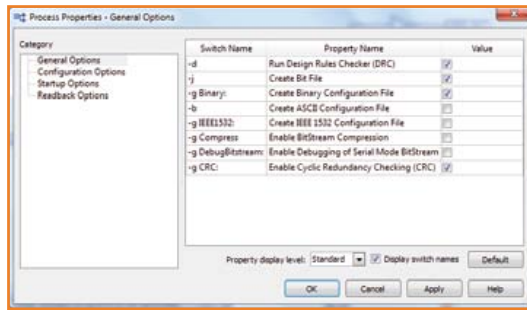 Process Properties - General Options
Category
General Options
Configuration Options
Startup Options
Readback Options
Switch Name Property Name Value
-d Run Design Rules Checker (DRC)
-j Create Bit File
-g Binary: Create Binary Configuration File
-b Create ASCII Configuration File
-g IEEE1532: Create IEEE 1532 Configuration File
-g Compress Enable BitStream Compression
-g DebugBitstream: Enable Debugging of Serial Mode BitStream
-g CRC: Enable Cyclic Redundancy Checking (CRC)
Property display level: Standard Display switch names Default
OK Cancel Apply Help